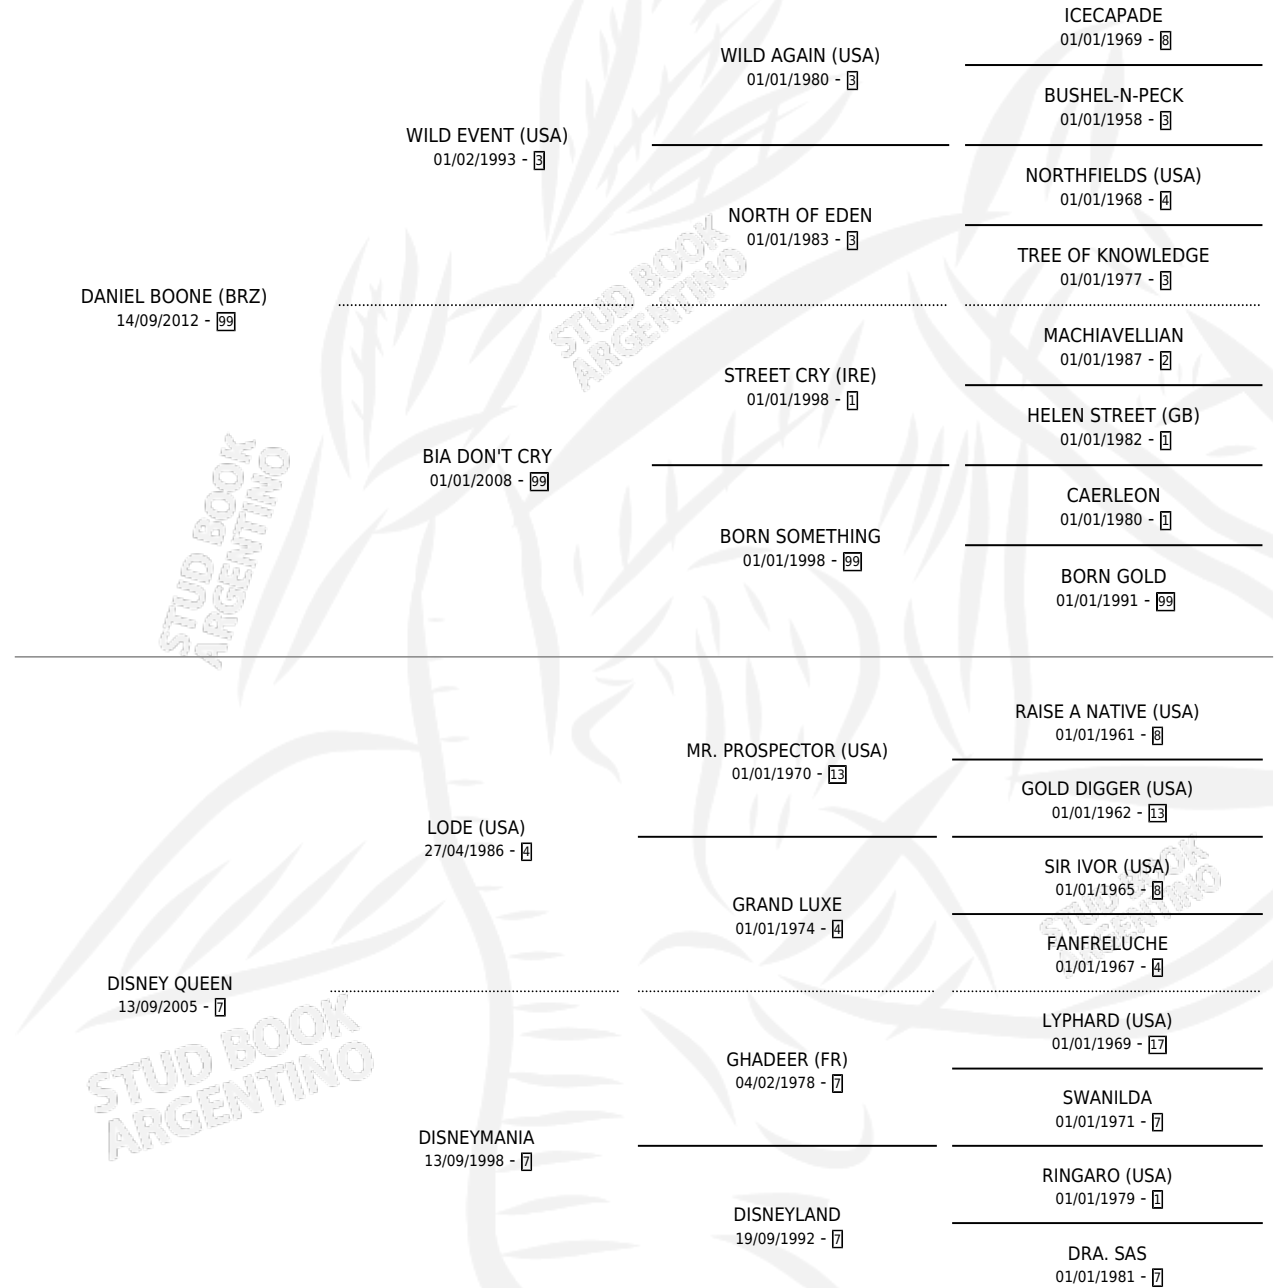 ICECAPADE
01/01/1969 - 8
WILD AGAIN (USA)
01/01/1980 - 3
BUSHEL-N-PECK
01/01/1958 - 3
WILD EVENT (USA)
01/02/1993 - 3
NORTHFIELDS (USA)
01/01/1968 - 4
NORTH OF EDEN
01/01/1983 - 3
TREE OF KNOWLEDGE
01/01/1977 - 3
DANIEL BOONE (BRZ)
14/09/2012 - 99
STUD BOOK
ARGENTINO
MACHIAVELLIAN
01/01/1987 - 2
STREET CRY (IRE)
01/01/1998 - 1
HELEN STREET (GB)
01/01/1982 - 1
BIA DON'T CRY
01/01/2008 - 99
CAERLEON
01/01/1980 - 1
BORN SOMETHING
01/01/1998 - 99
BORN GOLD
01/01/1991 - 99
STUD BOOK
ARGENTINO
RAISE A NATIVE (USA)
01/01/1961 - 8
MR. PROSPECTOR (USA)
01/01/1970 - 13
GOLD DIGGER (USA)
01/01/1962 - 13
LODE (USA)
27/04/1986 - 4
SIR IVOR (USA)
01/01/1965 - 8
GRAND LUXE
01/01/1974 - 4
FANFRELUCHE
01/01/1967 - 4
STUD BOOK
ARGENTINO
DISNEY QUEEN
13/09/2005 - 7
LYPHARD (USA)
01/01/1969 - 17
GHADEER (FR)
04/02/1978 - 7
SWANILDA
01/01/1971 - 7
STUD BOOK
ARGENTINO
DISNEYMANIA
13/09/1998 - 7
RINGARO (USA)
01/01/1979 - 1
DISNEYLAND
19/09/1992 - 7
DRA. SAS
01/01/1981 - 7